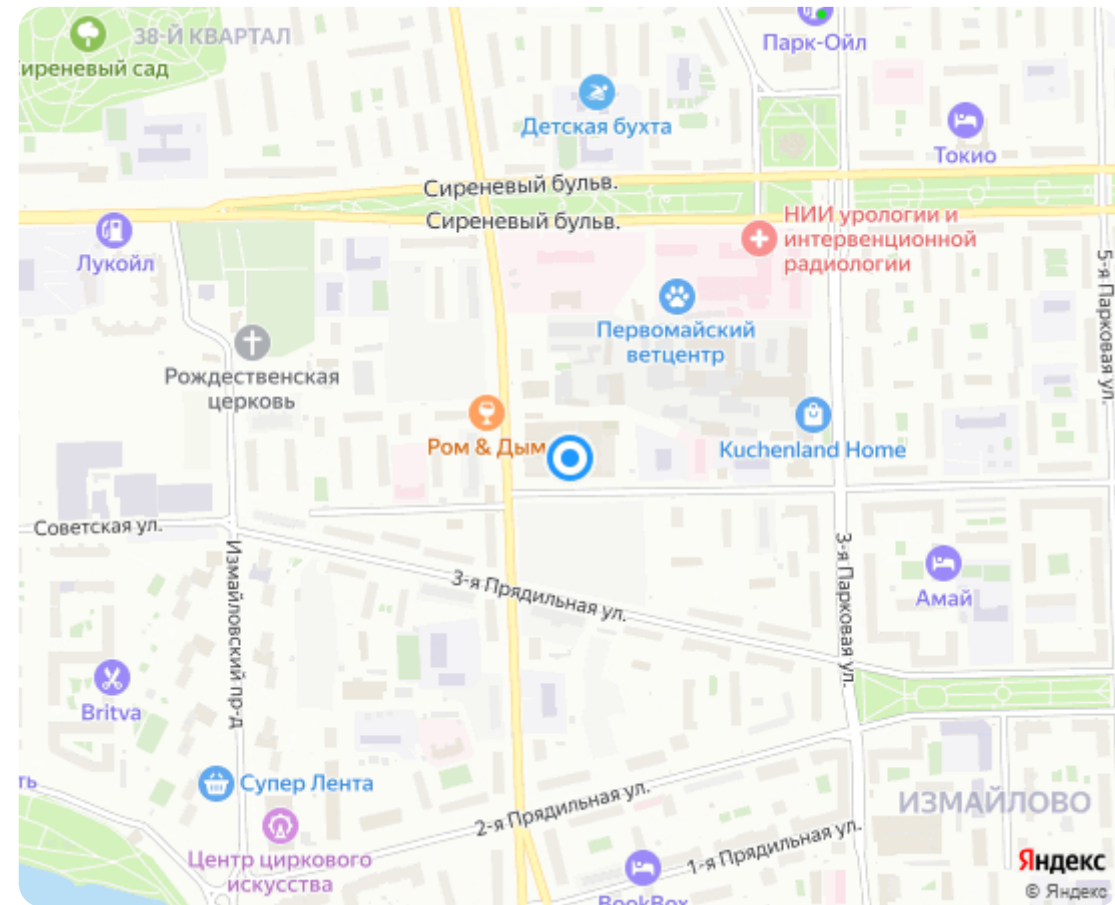 38-Й КВАРТАЛ
Сиреневый сад
Парк-Ойл
Детская бухта
Токио
Сиреневый бульв.
Сиреневый бульв.
НИИ урологии и
интервенционной
радиологии
Лукойл
5-я Парковая ул.
Первомайский
ветцентр
Рождественская
церковь
Ром & Дым
Kuchenland Home
Советская ул.
Измайловский пр-д
3-я Прядильная ул.
3-я Парковая ул.
Амай
Britva
ть
Супер Лента
2-я Прядильная ул.
ИЗМАЙЛОВО
Центр циркового
искусства
1-я Прядильная ул.
BookBox
Яндекс
© Яндекс